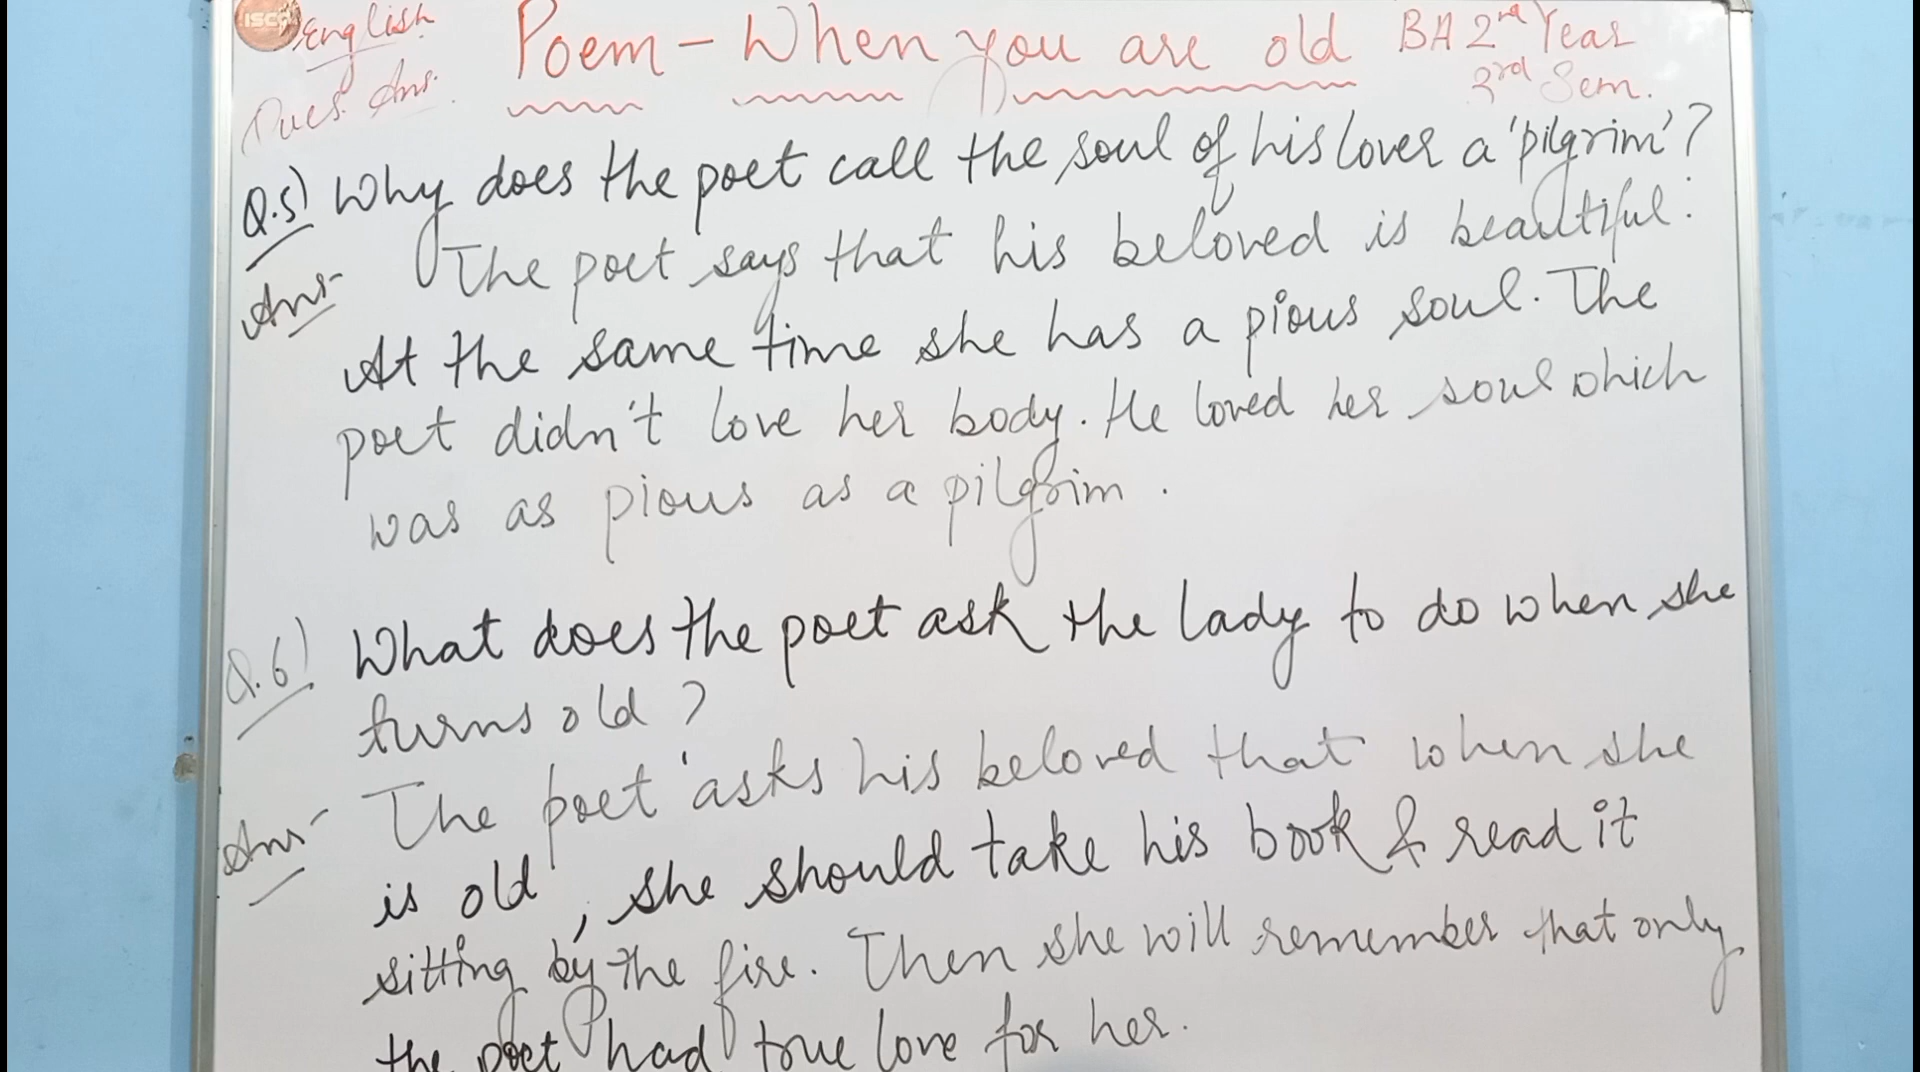 ISC
English
Ques. Ans.
Poem - When you are old
BA 2nd Year
3rd Sem.
Q.5) Why does the poet call the soul of his lover a 'pilgrim'?
Ans- The poet says that his beloved is beautiful.
At the same time she has a pious soul. The
poet didn't love her body. He loved her soul which
was as pious as a pilgrim.
Q.6) What does the poet ask the lady to do when she
turns old?
Ans- The poet asks his beloved that when she
is old, she should take his book & read it
sitting by the fire. Then she will remember that only
the poet had true love for her.